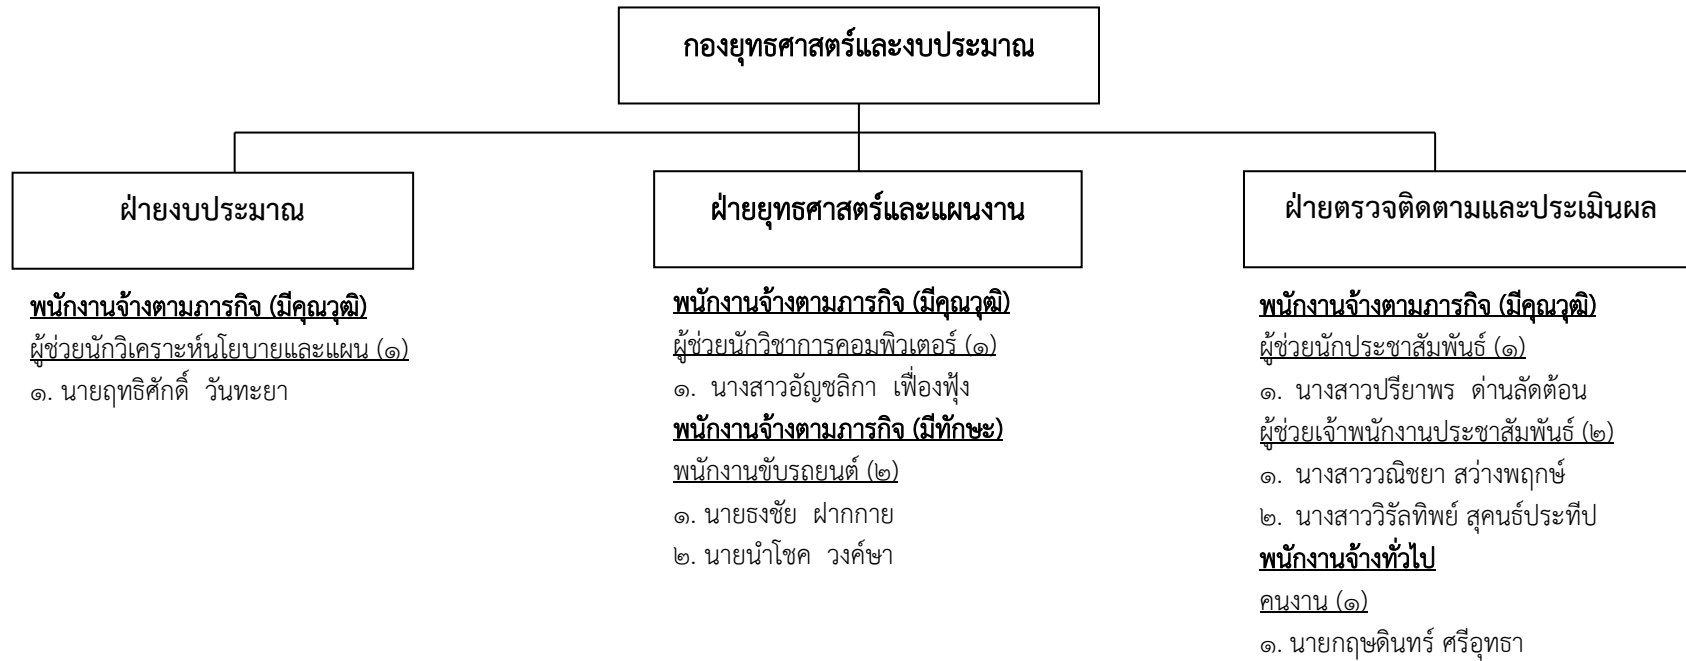 กองยุทธศาสตร์และงบประมาณ
ฝ่ายงบประมาณ
พนักงานจ้างตามภารกิจ (มีคุณวุฒิ)
ผู้ช่วยนักวิเคราะห์นโยบายและแผน (๑)
๑. นายฤทธิศักดิ์ วันทะยา
ฝ่ายยุทธศาสตร์และแผนงาน
พนักงานจ้างตามภารกิจ (มีคุณวุฒิ)
ผู้ช่วยนักวิชาการคอมพิวเตอร์ (๑)
๑. นางสาวอัญชลิกา เฟื่องฟุ้ง
พนักงานจ้างตามภารกิจ (มีทักษะ)
พนักงานขับรถยนต์ (๒)
๑. นายธงชัย ฝากกาย
๒. นายนำโชค วงค์ษา
ฝ่ายตรวจติดตามและประเมินผล
พนักงานจ้างตามภารกิจ (มีคุณวุฒิ)
ผู้ช่วยนักประชาสัมพันธ์ (๑)
๑. นางสาวปรียาพร ด่านลัดต้อน
ผู้ช่วยเจ้าพนักงานประชาสัมพันธ์ (๒)
๑. นางสาววณิชยา สว่างพฤกษ์
๒. นางสาววิรัลทิพย์ สุคนธ์ประทีป
พนักงานจ้างทั่วไป
คนงาน (๑)
๑. นายกฤษดินทร์ ศรีอุทธา